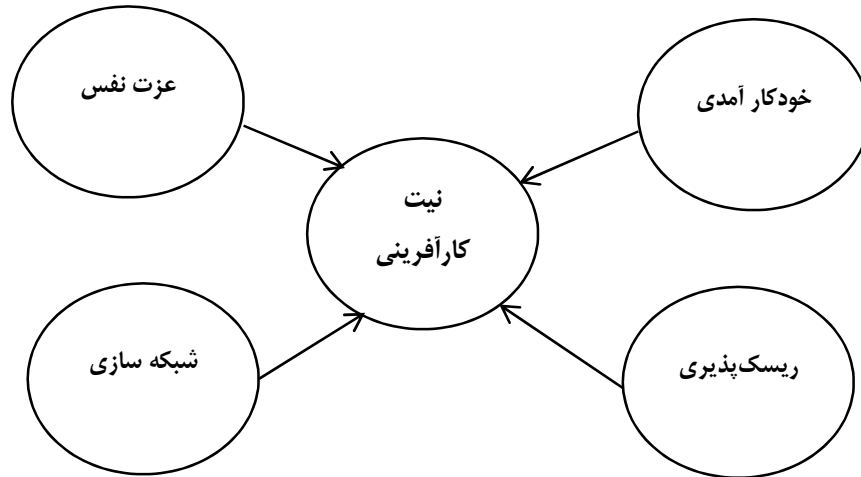 خودکار آمدی
عزت نفس
نیت
کارآفرینی
ریسک‌پذیری
شبکه سازی